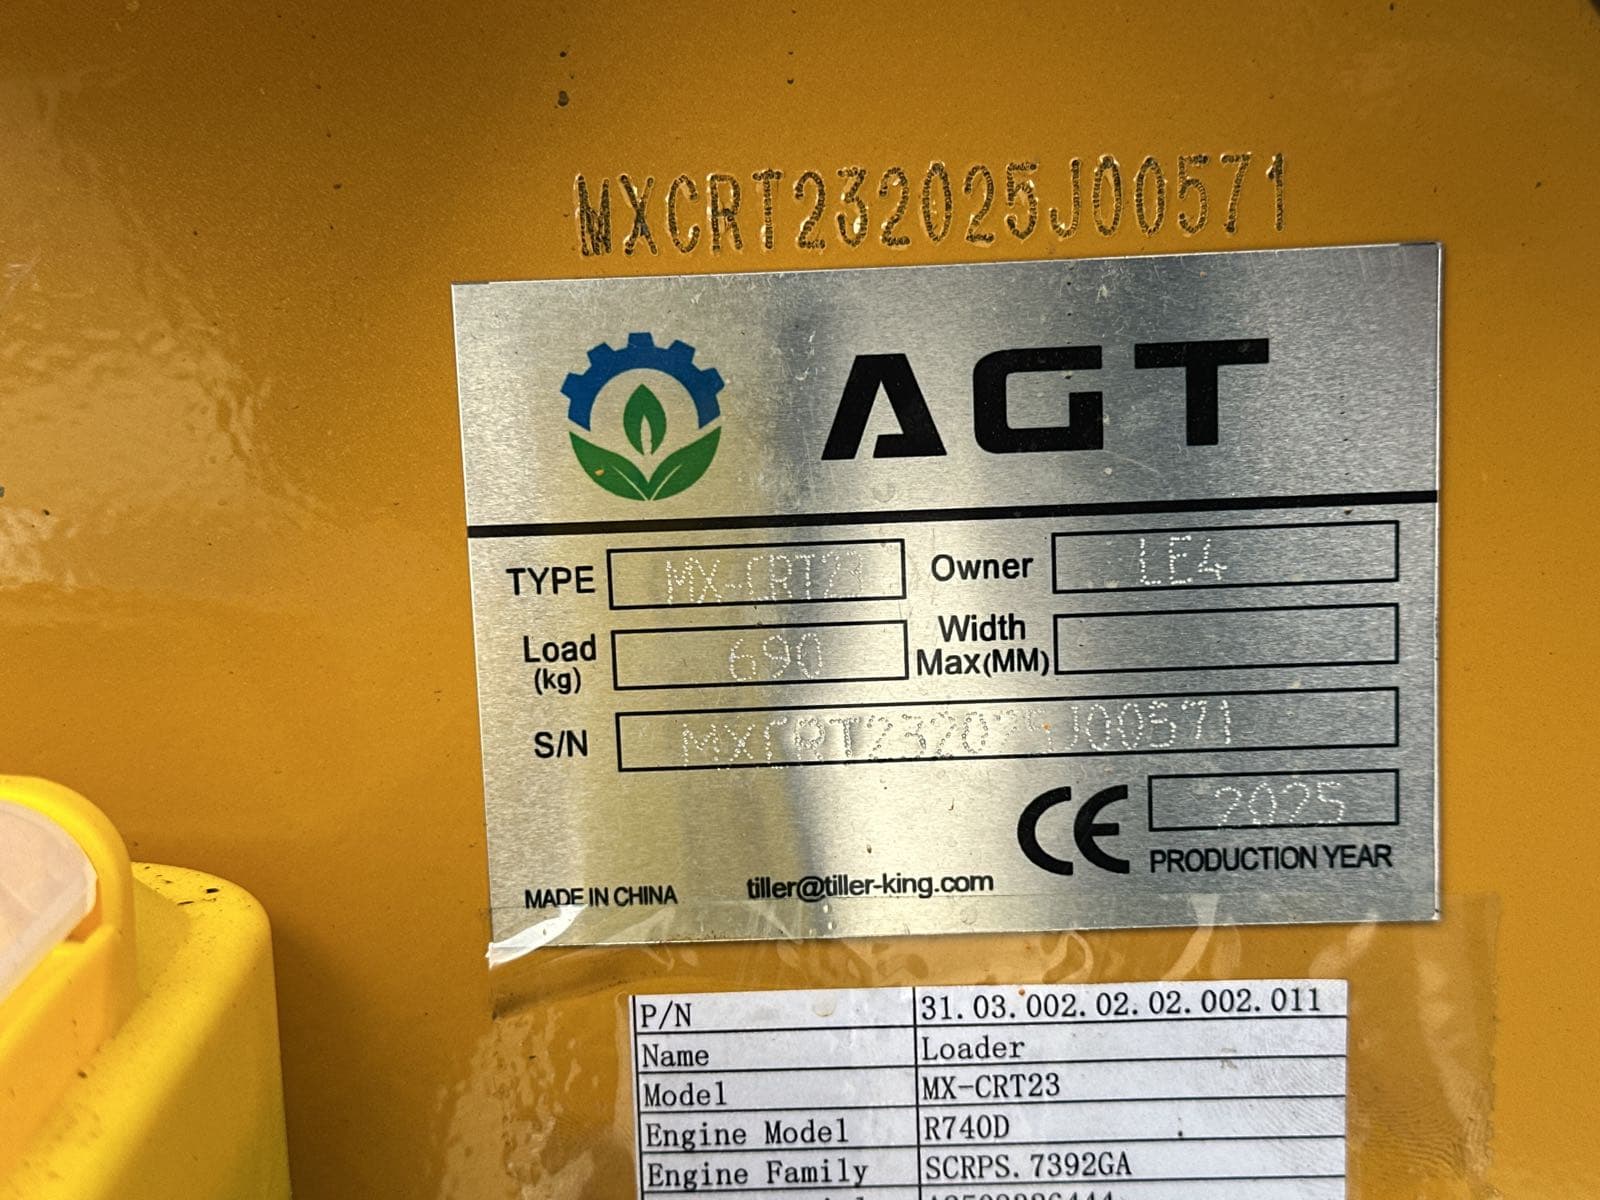 MXCRT232025J00571
AGT
TYPE MX-CRT23 Owner LE4
Load (kg) 690 Width Max(MM)
S/N MXCRT232025J00571
CE 2025
PRODUCTION YEAR
MADE IN CHINA tiller@tiller-king.com
P/N 31.03.002.02.02.002.011
Name Loader
Model MX-CRT23
Engine Model R740D
Engine Family SCRPS.7392GA